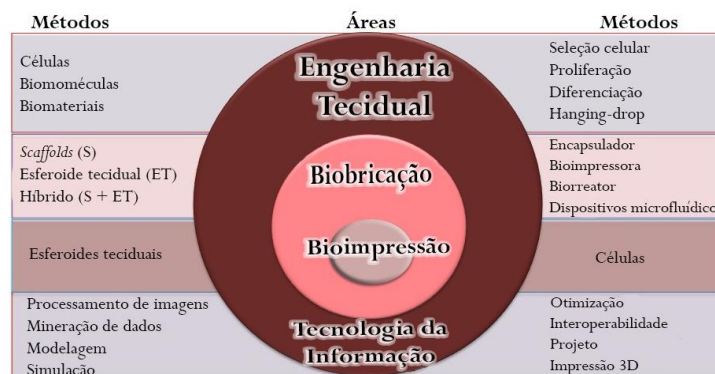 Métodos
Áreas
Métodos
Células
Biomoméculas
Biomateriais
Engenharia
Tecidual
Seleção celular
Proliferação
Diferenciação
Hanging-drop
Scaffolds (S)
Esferoide tecidual (ET)
Híbrido (S + ET)
Biobricação
Encapsulador
Bioimpressora
Biorreator
Dispositivos microfluídico
Esferoides teciduais
Bioimpressão
Células
Processamento de imagens
Mineração de dados
Modelagem
Simulação
Tecnologia da
Informação
Otimização
Interoperabilidade
Projeto
Impressão 3D